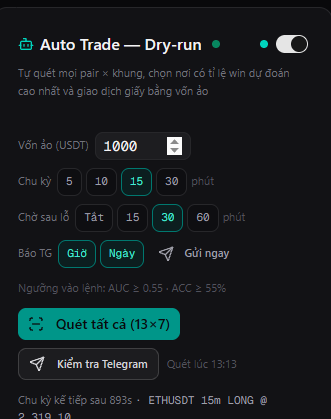 Auto Trade — Dry-run
Tự quét mọi pair × khung, chọn nơi có tỉ lệ win dự đoán
cao nhất và giao dịch giấy bằng vốn ảo
Vốn ảo (USDT) 1000
Chu kỳ 5 10 15 30 phút
Chờ sau lỗ Tắt 15 30 60 phút
Báo TG Giờ Ngày Gửi ngay
Ngưỡng vào lệnh: AUC ≥ 0.55 · ACC ≥ 55%
Quét tất cả (13×7)
Kiểm tra Telegram Quét lúc 13:13
Chu kỳ kế tiếp sau 893s · ETHUSDT 15m LONG @
2,319.10